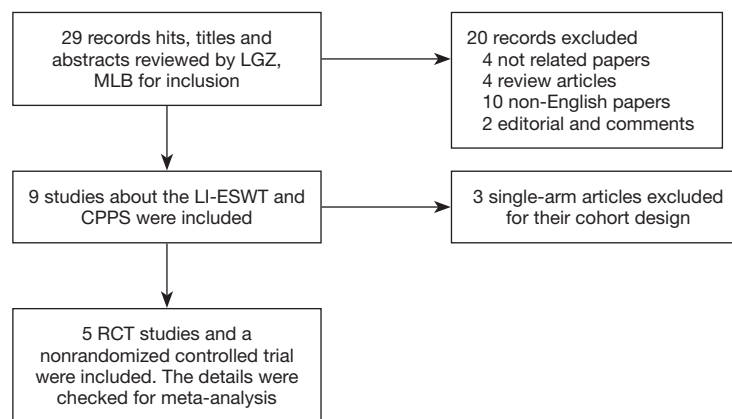 29 records hits, titles and
abstracts reviewed by LGZ,
MLB for inclusion
20 records excluded
4 not related papers
4 review articles
10 non-English papers
2 editorial and comments
9 studies about the LI-ESWT and
CPPS were included
3 single-arm articles excluded
for their cohort design
5 RCT studies and a
nonrandomized controlled trial
were included. The details were
checked for meta-analysis